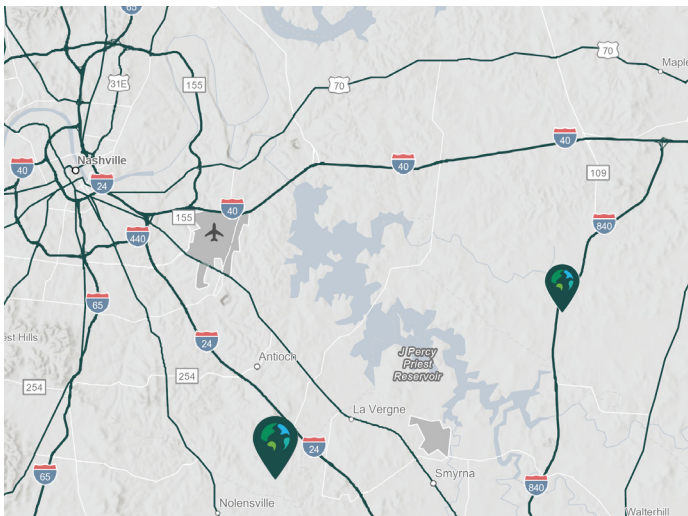 65
70
Maple
31E
155
70
40
Nashville
40
40
24
109
40
155
840
440
65
est Hills
24
J Percy
Priest
Reservoir
Antioch
254
254
La Vergne
24
65
Smyrna
840
Nolensville
Walterhill